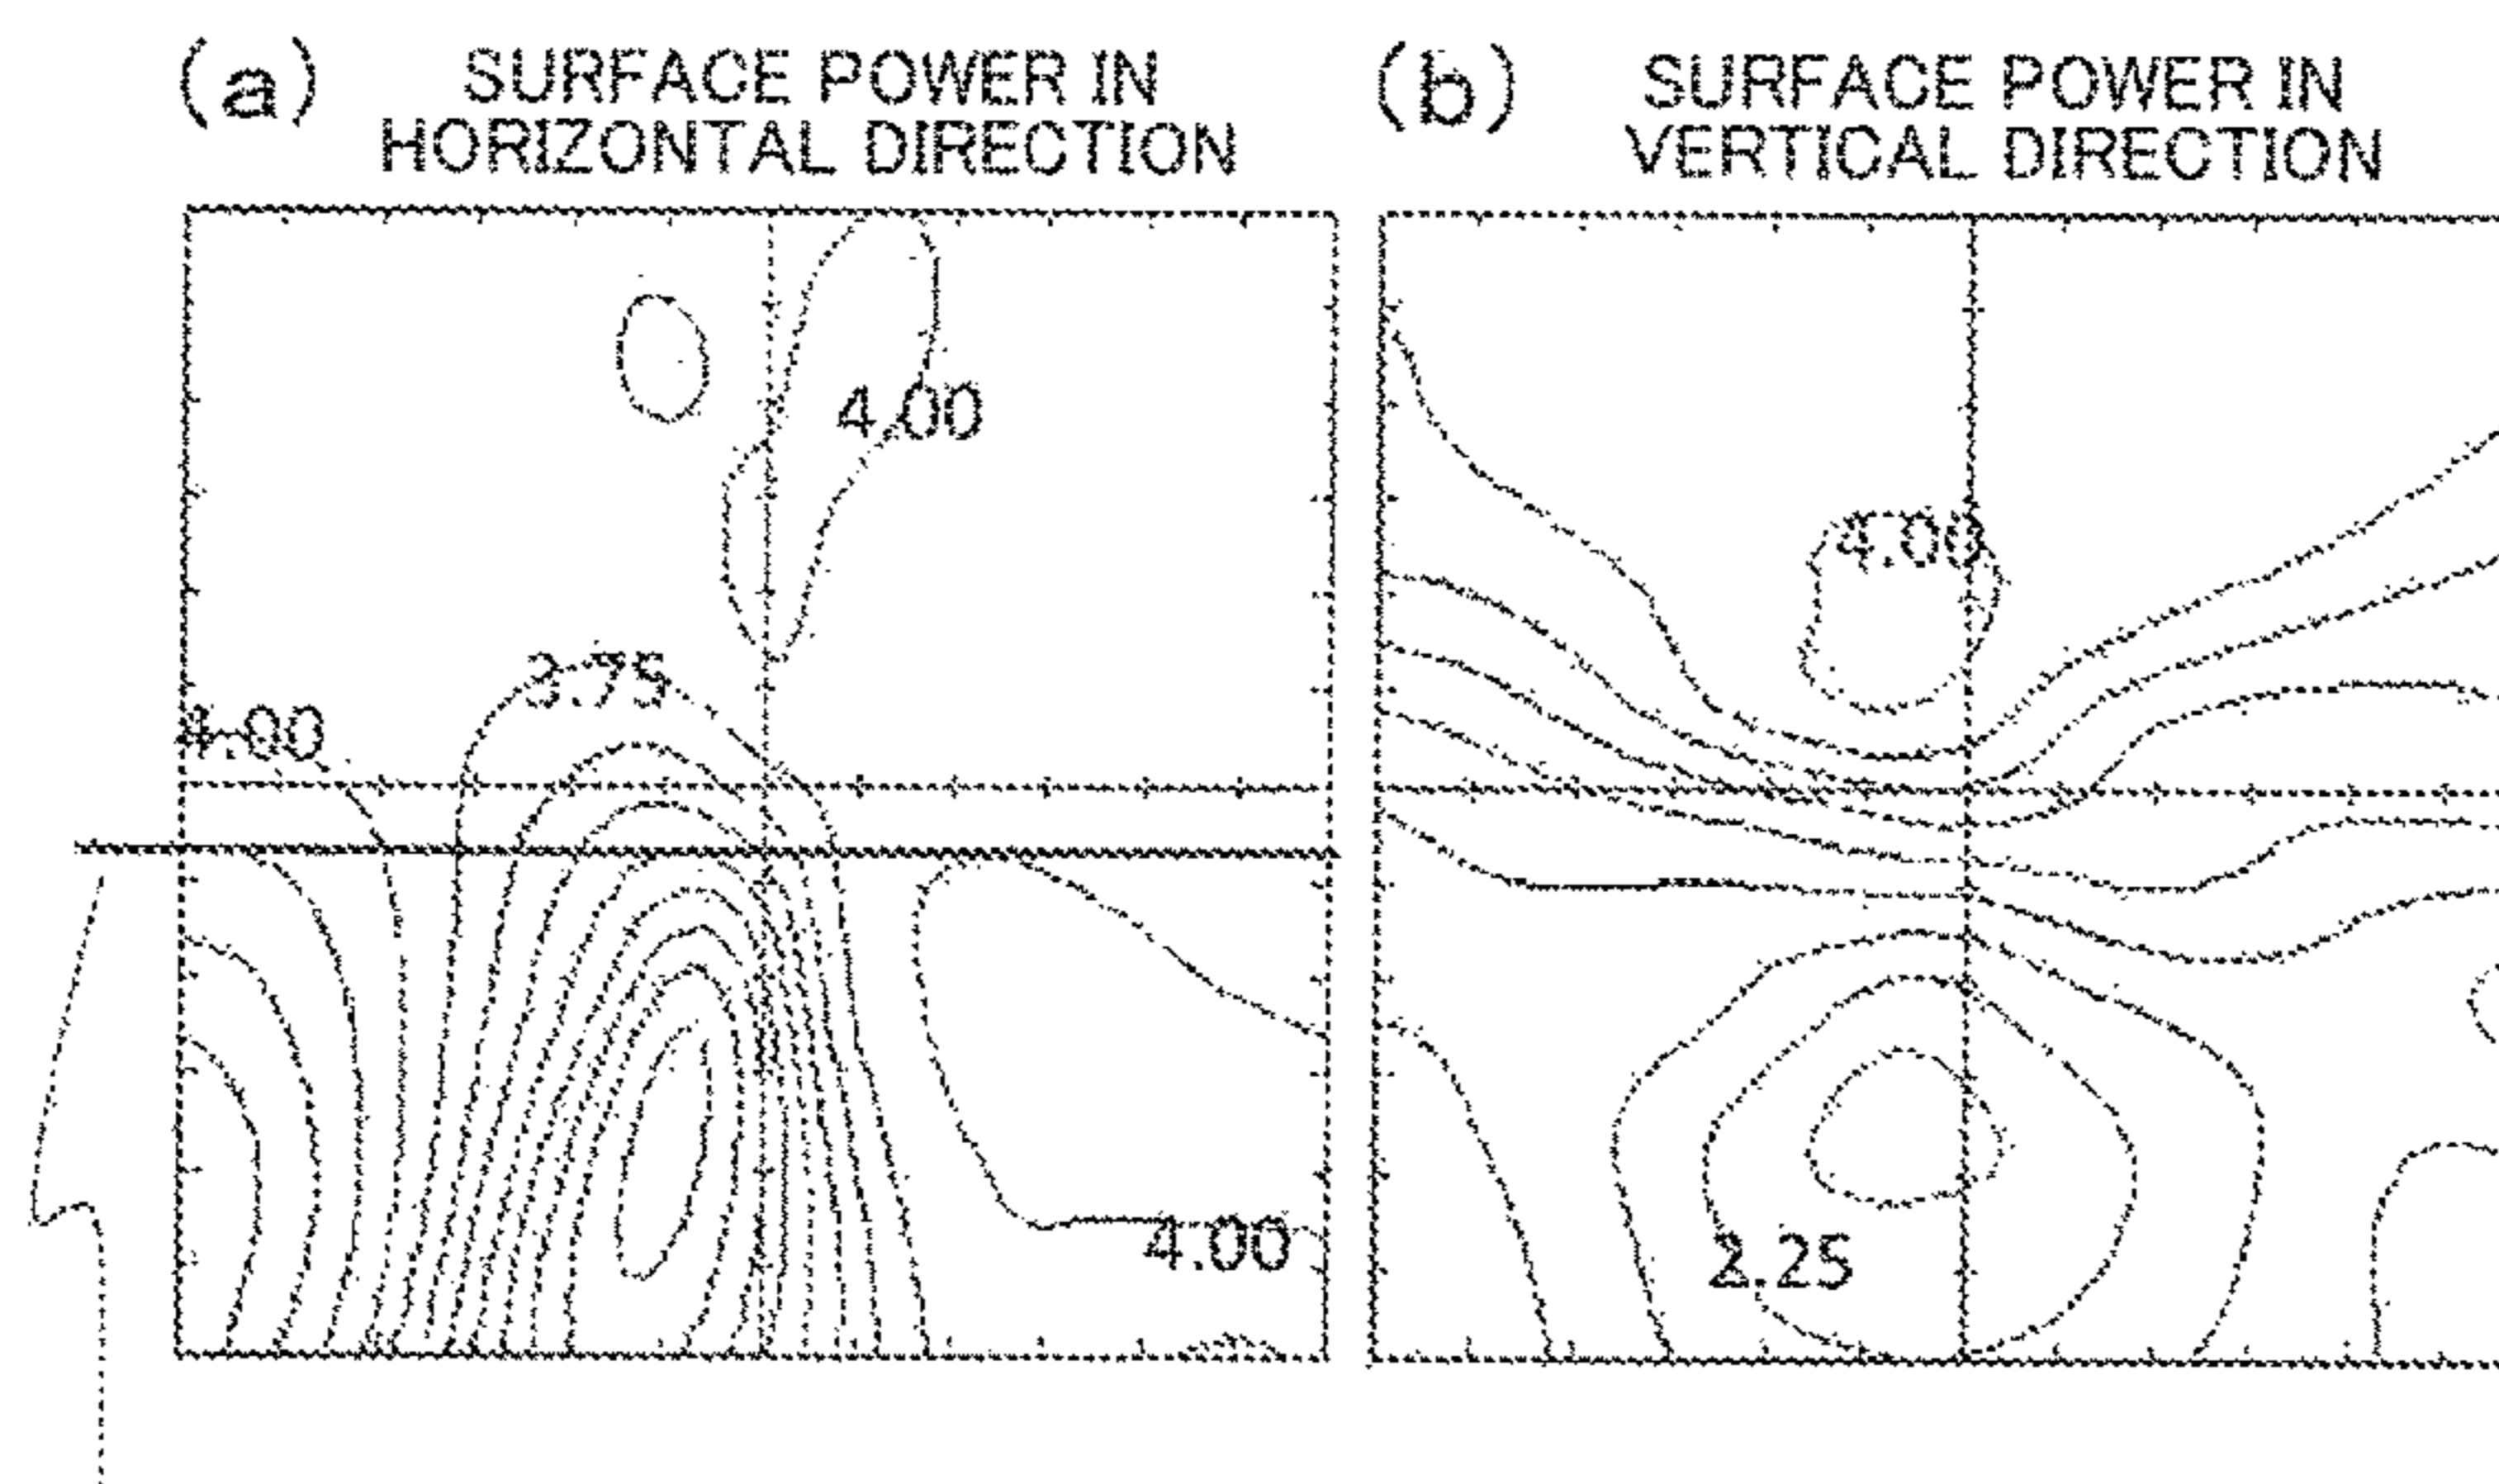 (a) SURFACE POWER IN
HORIZONTAL DIRECTION
4.00
3.75
4.00
4.00
(b) SURFACE POWER IN
VERTICAL DIRECTION
4.00
2.25